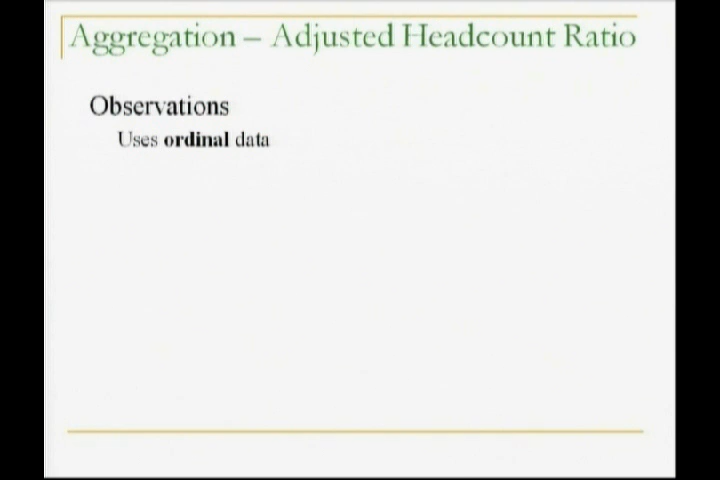 Aggregation – Adjusted Headcount Ratio
Observations
Uses ordinal data